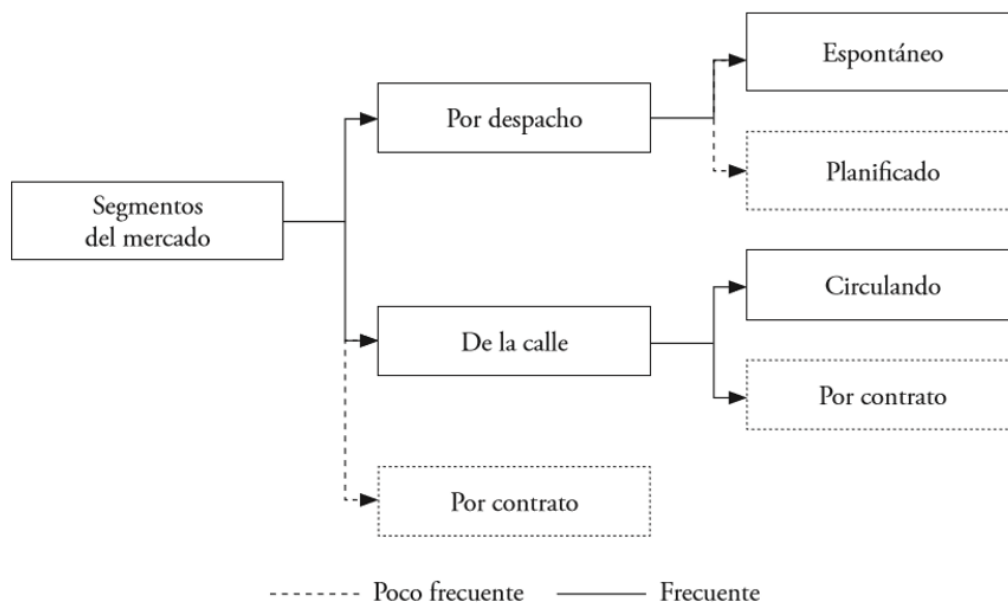 Espontáneo
Por despacho
Planificado
Segmentos
del mercado
Circulando
De la calle
Por contrato
Por contrato
Poco frecuente
Frecuente